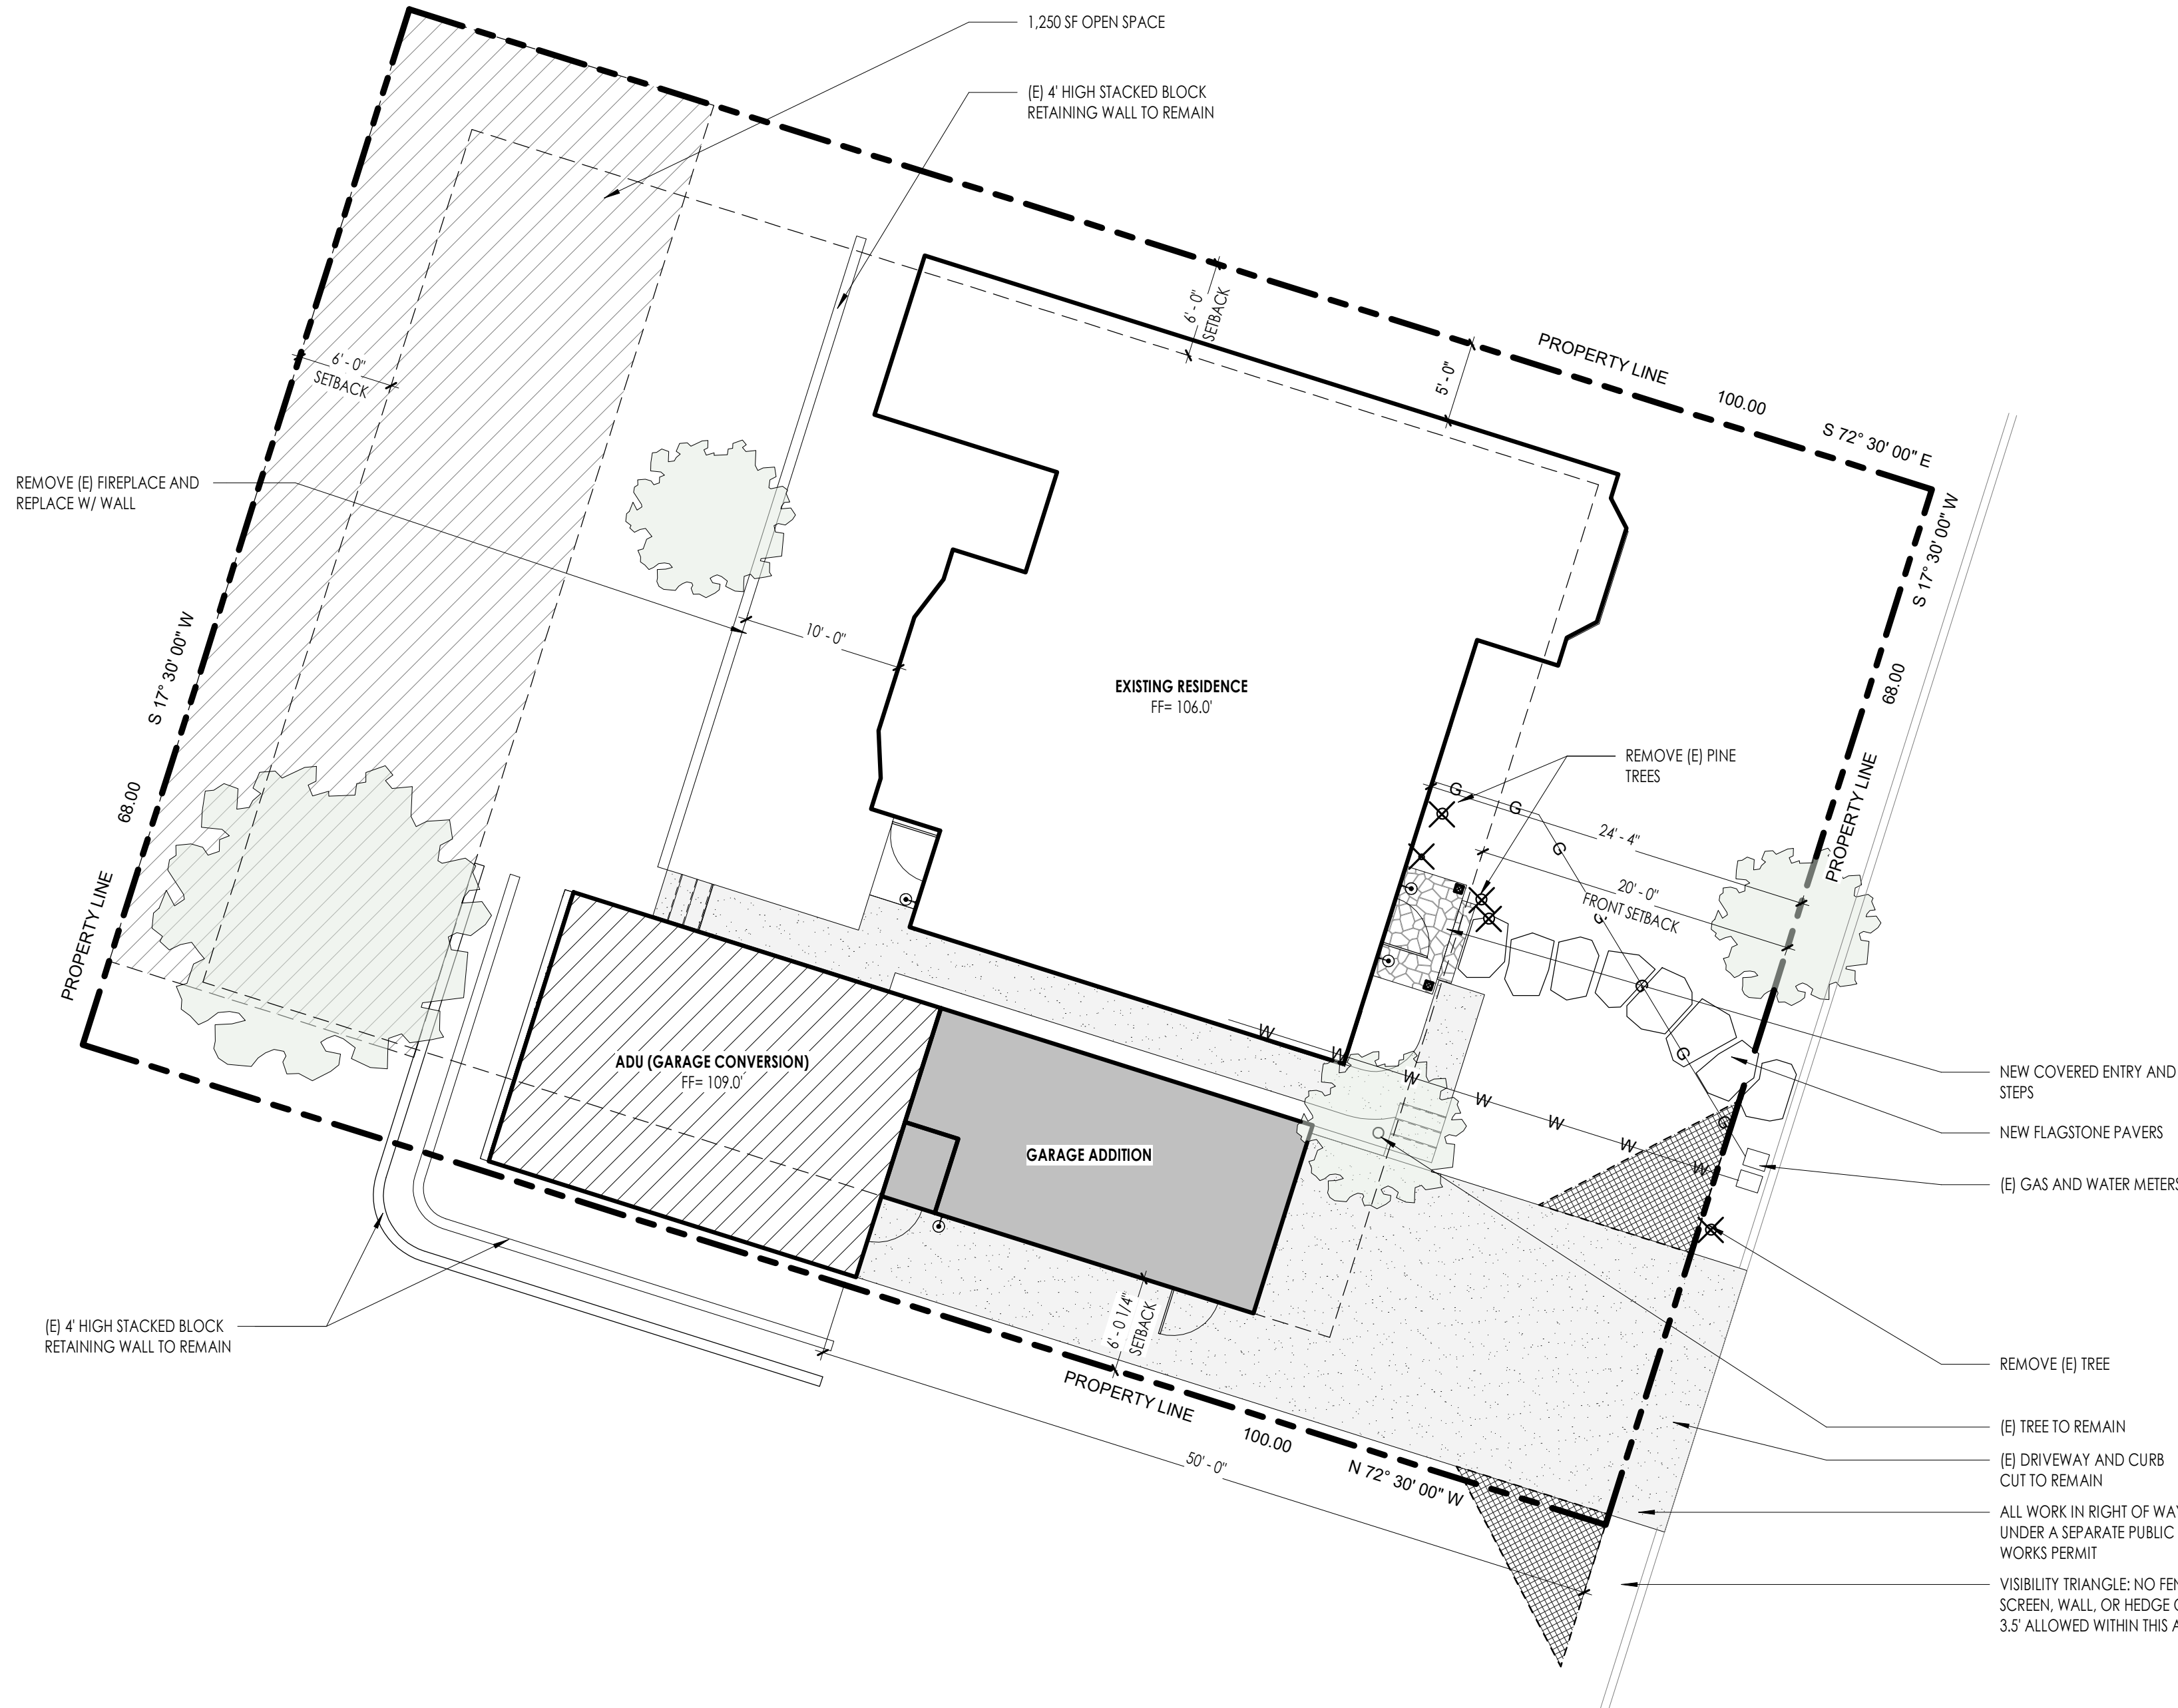 1,250 SF OPEN SPACE
(E) 4' HIGH STACKED BLOCK
RETAINING WALL TO REMAIN
6' - 0"
SETBACK
5' - 0"
PROPERTY LINE
100.00
S 72° 30' 00" E
6' - 0"
SETBACK
REMOVE (E) FIREPLACE AND
REPLACE W/ WALL
S 17° 30' 00" W
68.00
PROPERTY LINE
10' - 0"
EXISTING RESIDENCE
FF= 106.0'
S 17° 30' 00" W
68.00
PROPERTY LINE
REMOVE (E) PINE
TREES
G
G
G
G
G
G
G
24' - 4"
20' - 0"
FRONT SETBACK
W
W
W
W
W
W
W
ADU (GARAGE CONVERSION)
FF= 109.0'
GARAGE ADDITION
NEW COVERED ENTRY AND
STEPS
NEW FLAGSTONE PAVERS
(E) GAS AND WATER METERS
(E) 4' HIGH STACKED BLOCK
RETAINING WALL TO REMAIN
6' - 0 1/4"
SETBACK
PROPERTY LINE
100.00
N 72° 30' 00" W
50' - 0"
REMOVE (E) TREE
(E) TREE TO REMAIN
(E) DRIVEWAY AND CURB
CUT TO REMAIN
ALL WORK IN RIGHT OF
UNDER A SEPARATE PUBLIC
WORKS PERMIT
VISIBILITY TRIANGLE: NO
SCREEN, WALL, OR HEDGE
3.5' ALLOWED WITHIN THIS